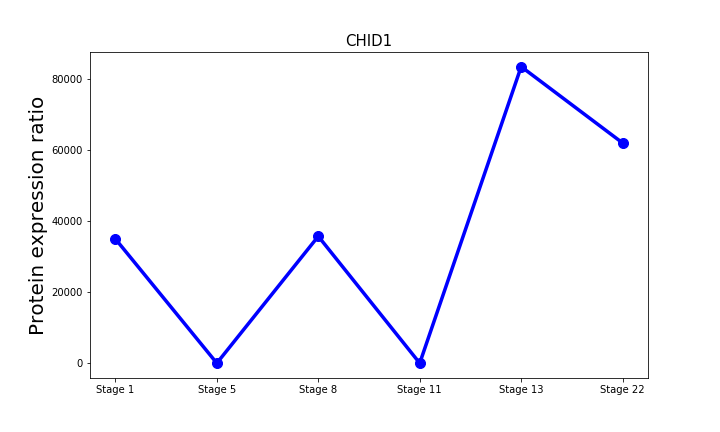 CHID1
Protein expression ratio
80000
60000
40000
20000
0
Stage 1 Stage 5 Stage 8 Stage 11 Stage 13 Stage 22